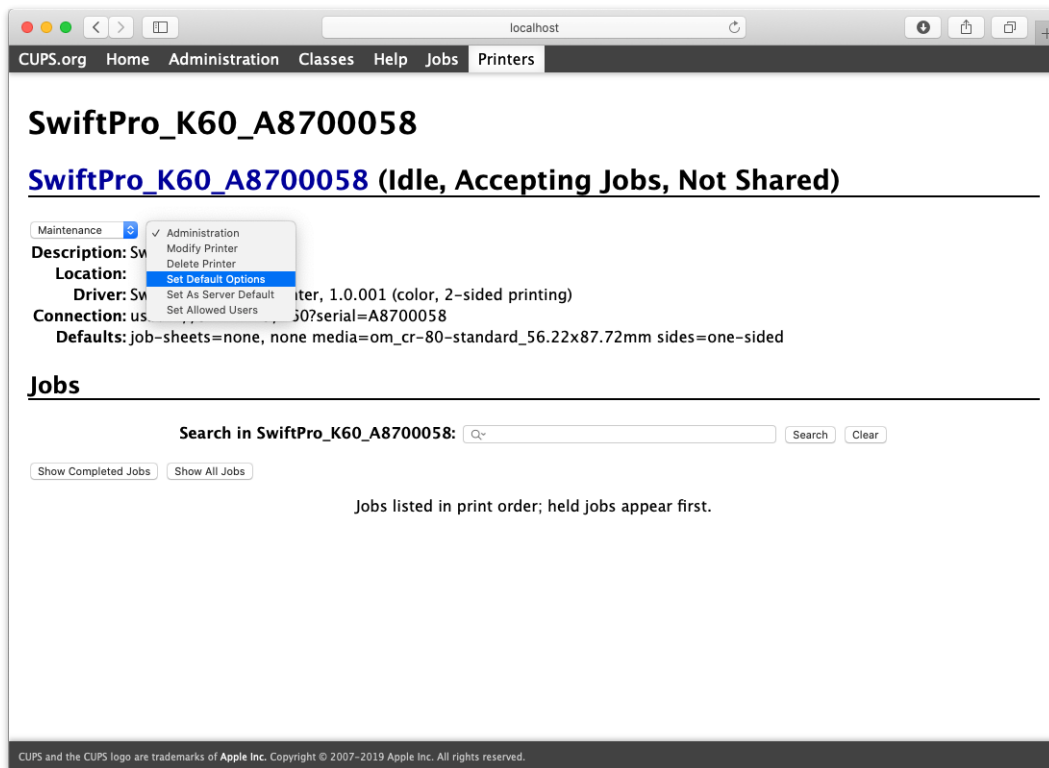 localhost
CUPS.org Home Administration Classes Help Jobs Printers
SwiftPro_K60_A8700058
SwiftPro_K60_A8700058 (Idle, Accepting Jobs, Not Shared)
Maintenance
✓ Administration
Modify Printer
Delete Printer
Set Default Options
Set As Server Default
Set Allowed Users
Description:
Location:
Driver: 1.0.001 (color, 2-sided printing)
Connection: 60?serial=A8700058
Defaults: job-sheets=none, none media=om_cr-80-standard_56.22x87.72mm sides=one-sided
Jobs
Search in SwiftPro_K60_A8700058:
Search Clear
Show Completed Jobs Show All Jobs
Jobs listed in print order; held jobs appear first.
CUPS and the CUPS logo are trademarks of Apple Inc. Copyright © 2007-2019 Apple Inc. All rights reserved.